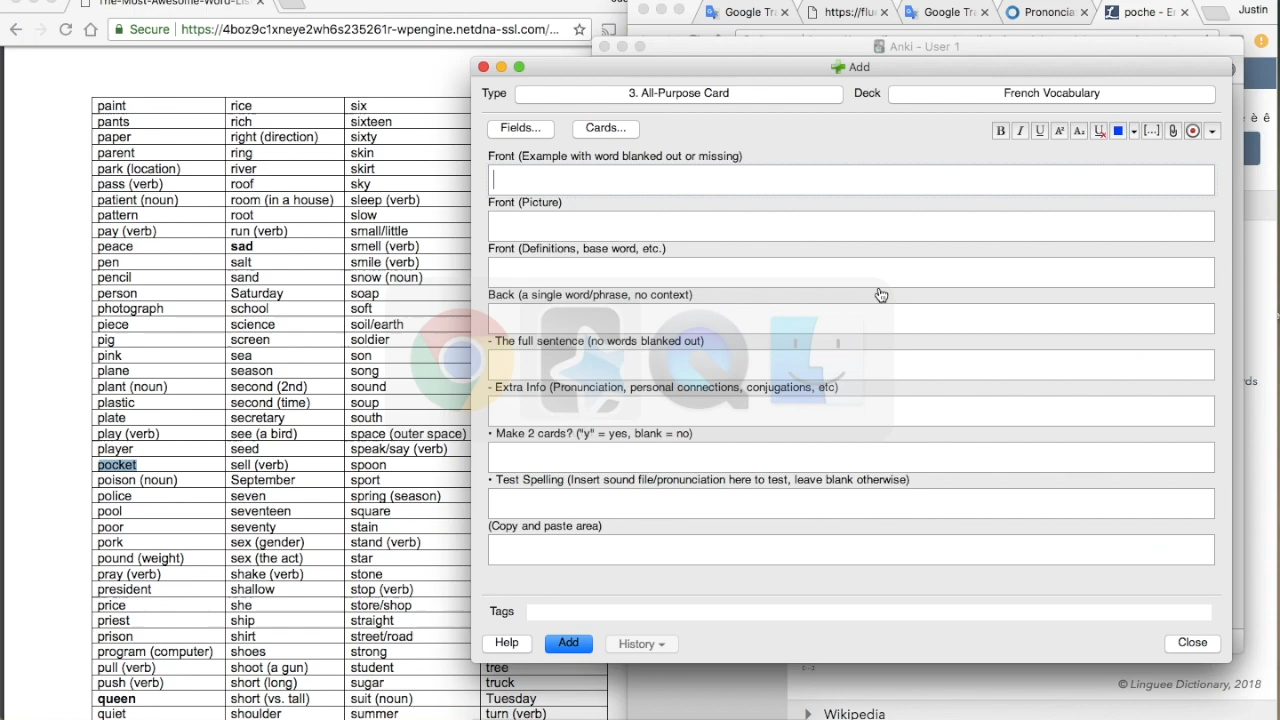 The-Most-Awesome-Word-List
Google Tra
https://flue
Google Tra
Pronuncia
poche - E
Justin
Secure | https://4boz9c1xneye2wh6s235261r-wpengine.netdna-ssl.com/...
Anki - User 1
Add
Type 3. All-Purpose Card Deck French Vocabulary
Fields... Cards...
B I U A² A₂ U [...]
è ê
Front (Example with word blanked out or missing)
Front (Picture)
Front (Definitions, base word, etc.)
Back (a single word/phrase, no context)
- The full sentence (no words blanked out)
- Extra Info (Pronunciation, personal connections, conjugations, etc)
• Make 2 cards? ("y" = yes, blank = no)
• Test Spelling (Insert sound file/pronunciation here to test, leave blank otherwise)
(Copy and paste area)
Tags
Help Add History Close
paint rice six
pants rich sixteen
paper right (direction) sixty
parent ring skin
park (location) river skirt
pass (verb) roof sky
patient (noun) room (in a house) sleep (verb)
pattern root slow
pay (verb) run (verb) small/little
peace sad smell (verb)
pen salt smile (verb)
pencil sand snow (noun)
person Saturday soap
photograph school soft
piece science soil/earth
pig screen soldier
pink sea son
plane season song
plant (noun) second (2nd) sound
plastic second (time) soup
plate secretary south
play (verb) see (a bird) space (outer space)
player seed speak/say (verb)
pocket sell (verb) spoon
poison (noun) September sport
police seven spring (season)
pool seventeen square
poor seventy stain
pork sex (gender) stand (verb)
pound (weight) sex (the act) star
pray (verb) shake (verb) stone
president shallow stop (verb)
price she store/shop
priest ship straight
prison shirt street/road
program (computer) shoes strong
pull (verb) shoot (a gun) student tree
push (verb) short (long) sugar truck
queen short (vs. tall) suit (noun) Tuesday
quiet shoulder summer turn (verb)
rds
© Linguee Dictionary, 2018
Wikipedia